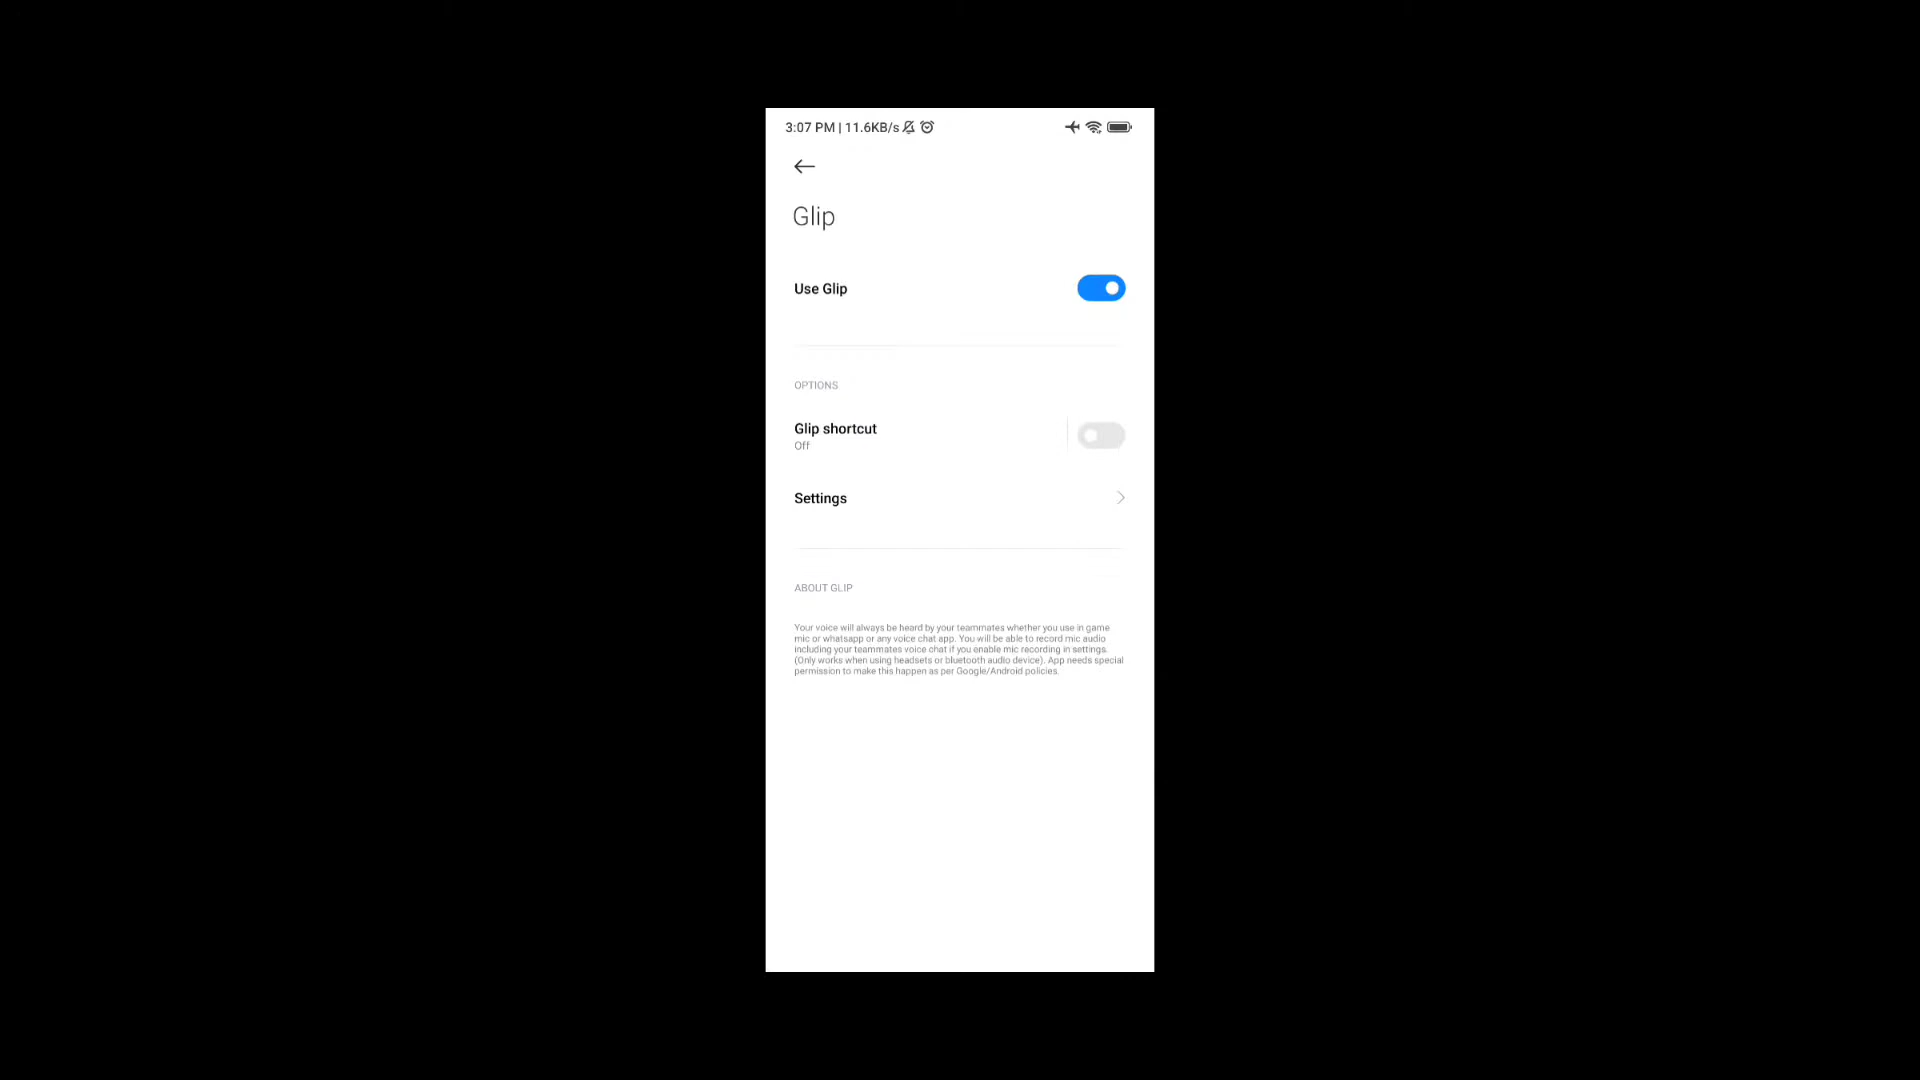 3:07 PM | 11.6KB/s
Glip
Use Glip
OPTIONS
Glip shortcut
Off
Settings
ABOUT GLIP
Your voice will always be heard by your teammates whether you use in game
mic or whatsapp or any voice chat app. You will be able to record mic audio
including your teammates voice chat if you enable mic recording in settings.
(Only works when using headsets or bluetooth audio device). App needs special
permission to make this happen as per Google/Android policies.